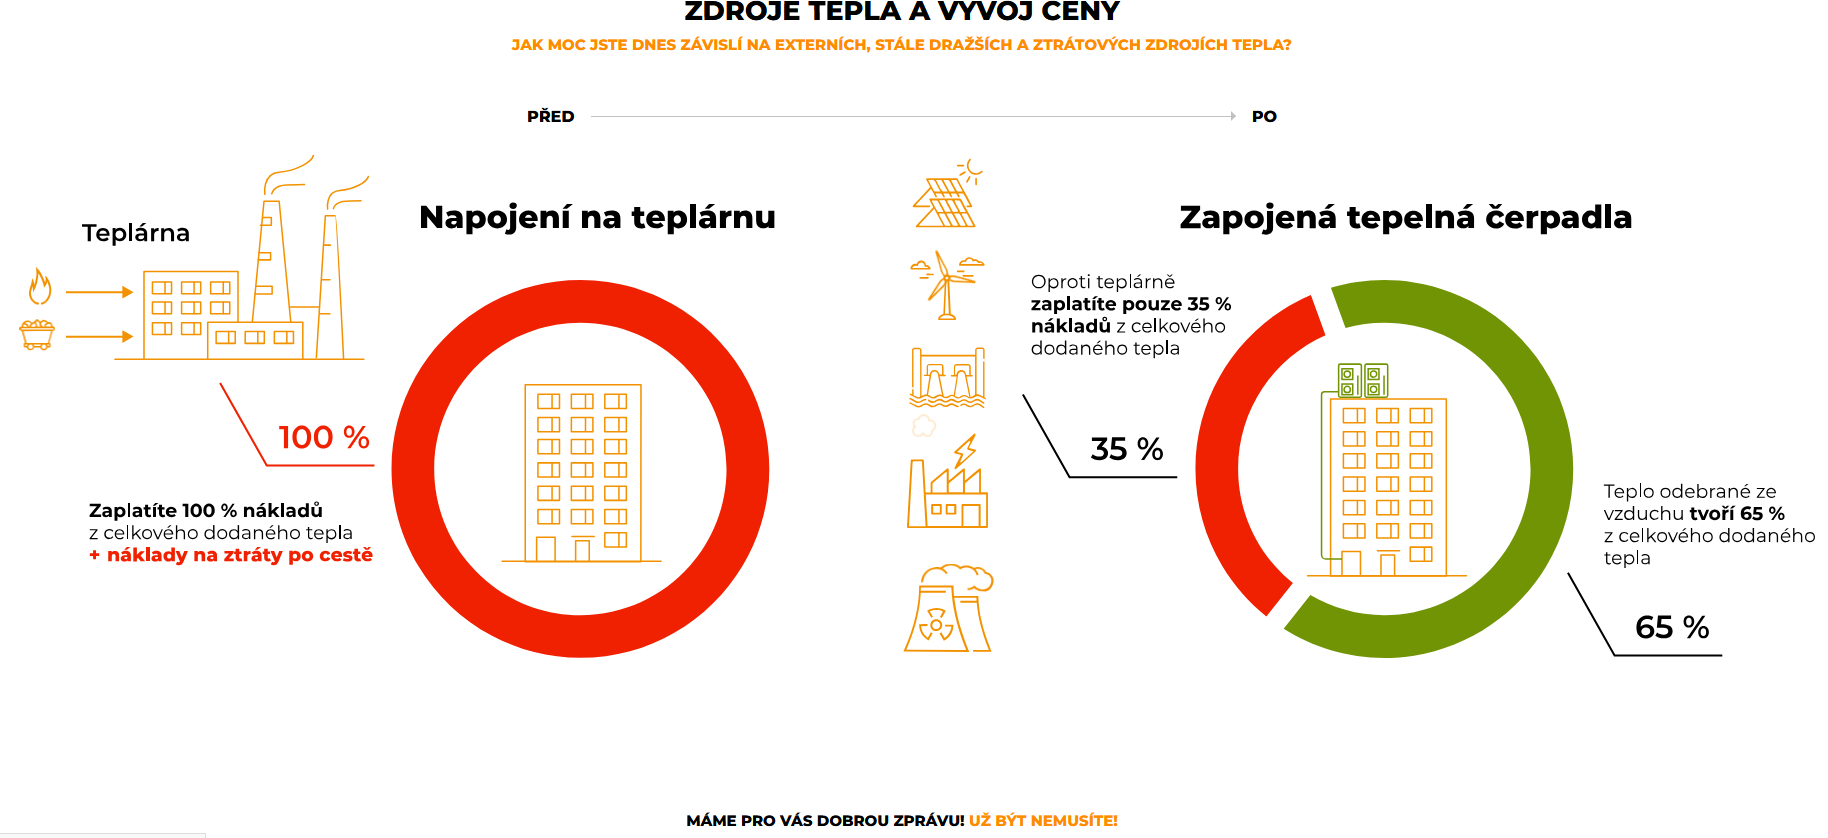 ZDROJE TEPLA A VÝVOJ CENY
JAK MOC JSTE DNES ZÁVISLÍ NA EXTERNÍCH, STÁLE DRAŽŠÍCH A ZTRÁTOVÝCH ZDROJÍCH TEPLA?
PŘED
PO
Teplárna
Napojení na teplárnu
100 %
Zaplatíte 100 % nákladů
z celkového dodaného tepla
+ náklady na ztráty po cestě
Zapojená tepelná čerpadla
Oproti teplárně
zaplatíte pouze 35 %
nákladů z celkového
dodaného tepla
35 %
Teplo odebrané ze
vzduchu tvoří 65 %
z celkového dodaného
tepla
65 %
MÁME PRO VÁS DOBROU ZPRÁVU! UŽ BÝT NEMUSÍTE!